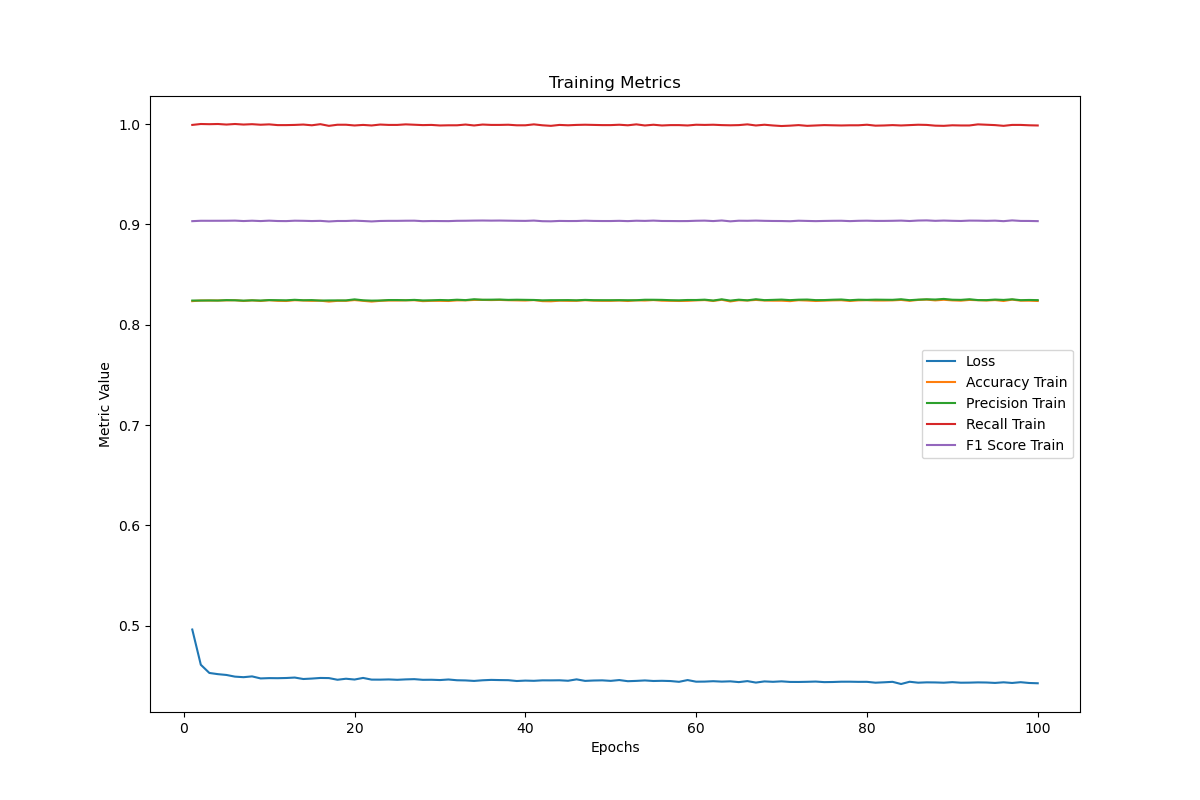 Training Metrics
Metric Value
1.0
0.9
0.8
0.7
0.6
0.5
Loss
Accuracy Train
Precision Train
Recall Train
F1 Score Train
0 20 40 60 80 100
Epochs